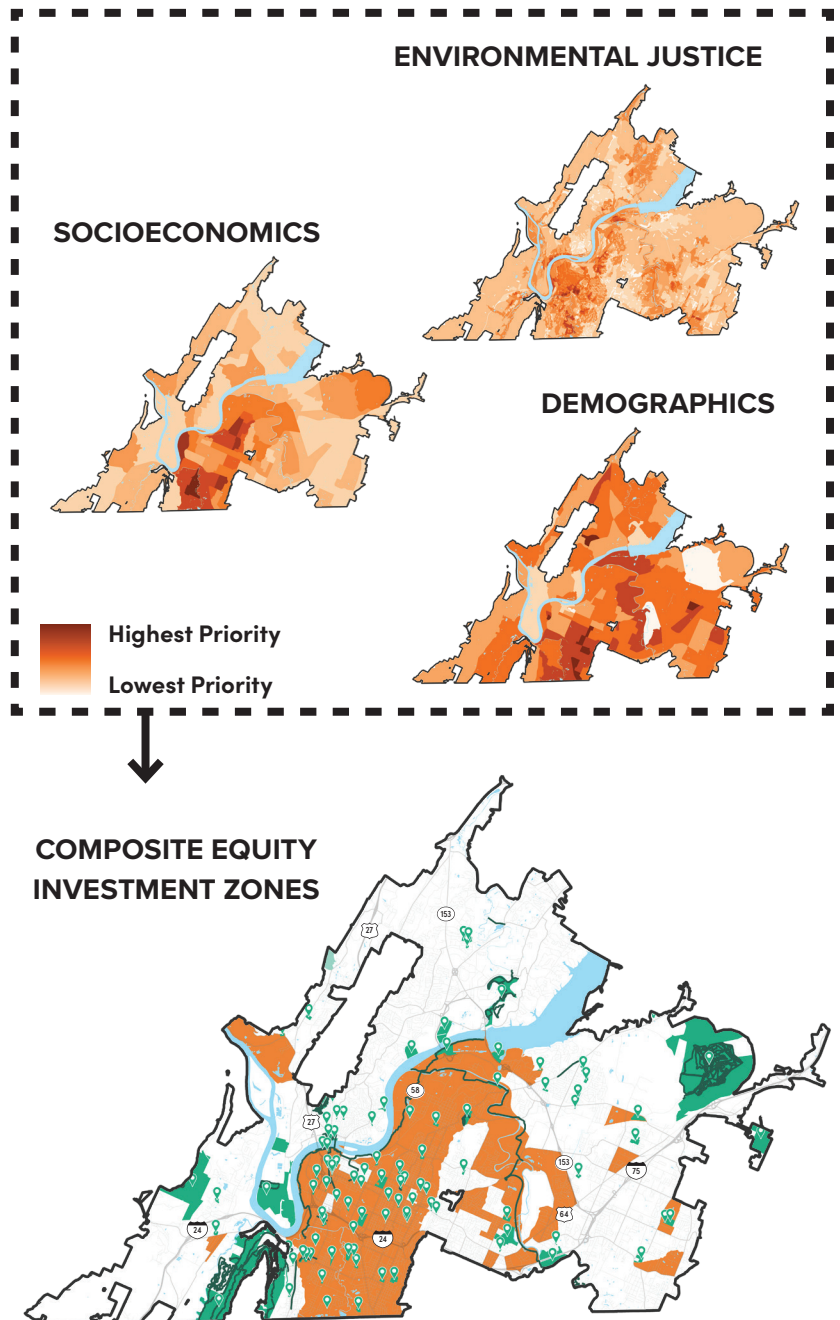 ENVIRONMENTAL JUSTICE
SOCIOECONOMICS
DEMOGRAPHICS
Highest Priority
Lowest Priority
COMPOSITE EQUITY
INVESTMENT ZONES
153
27
58
27
153
75
64
24
24